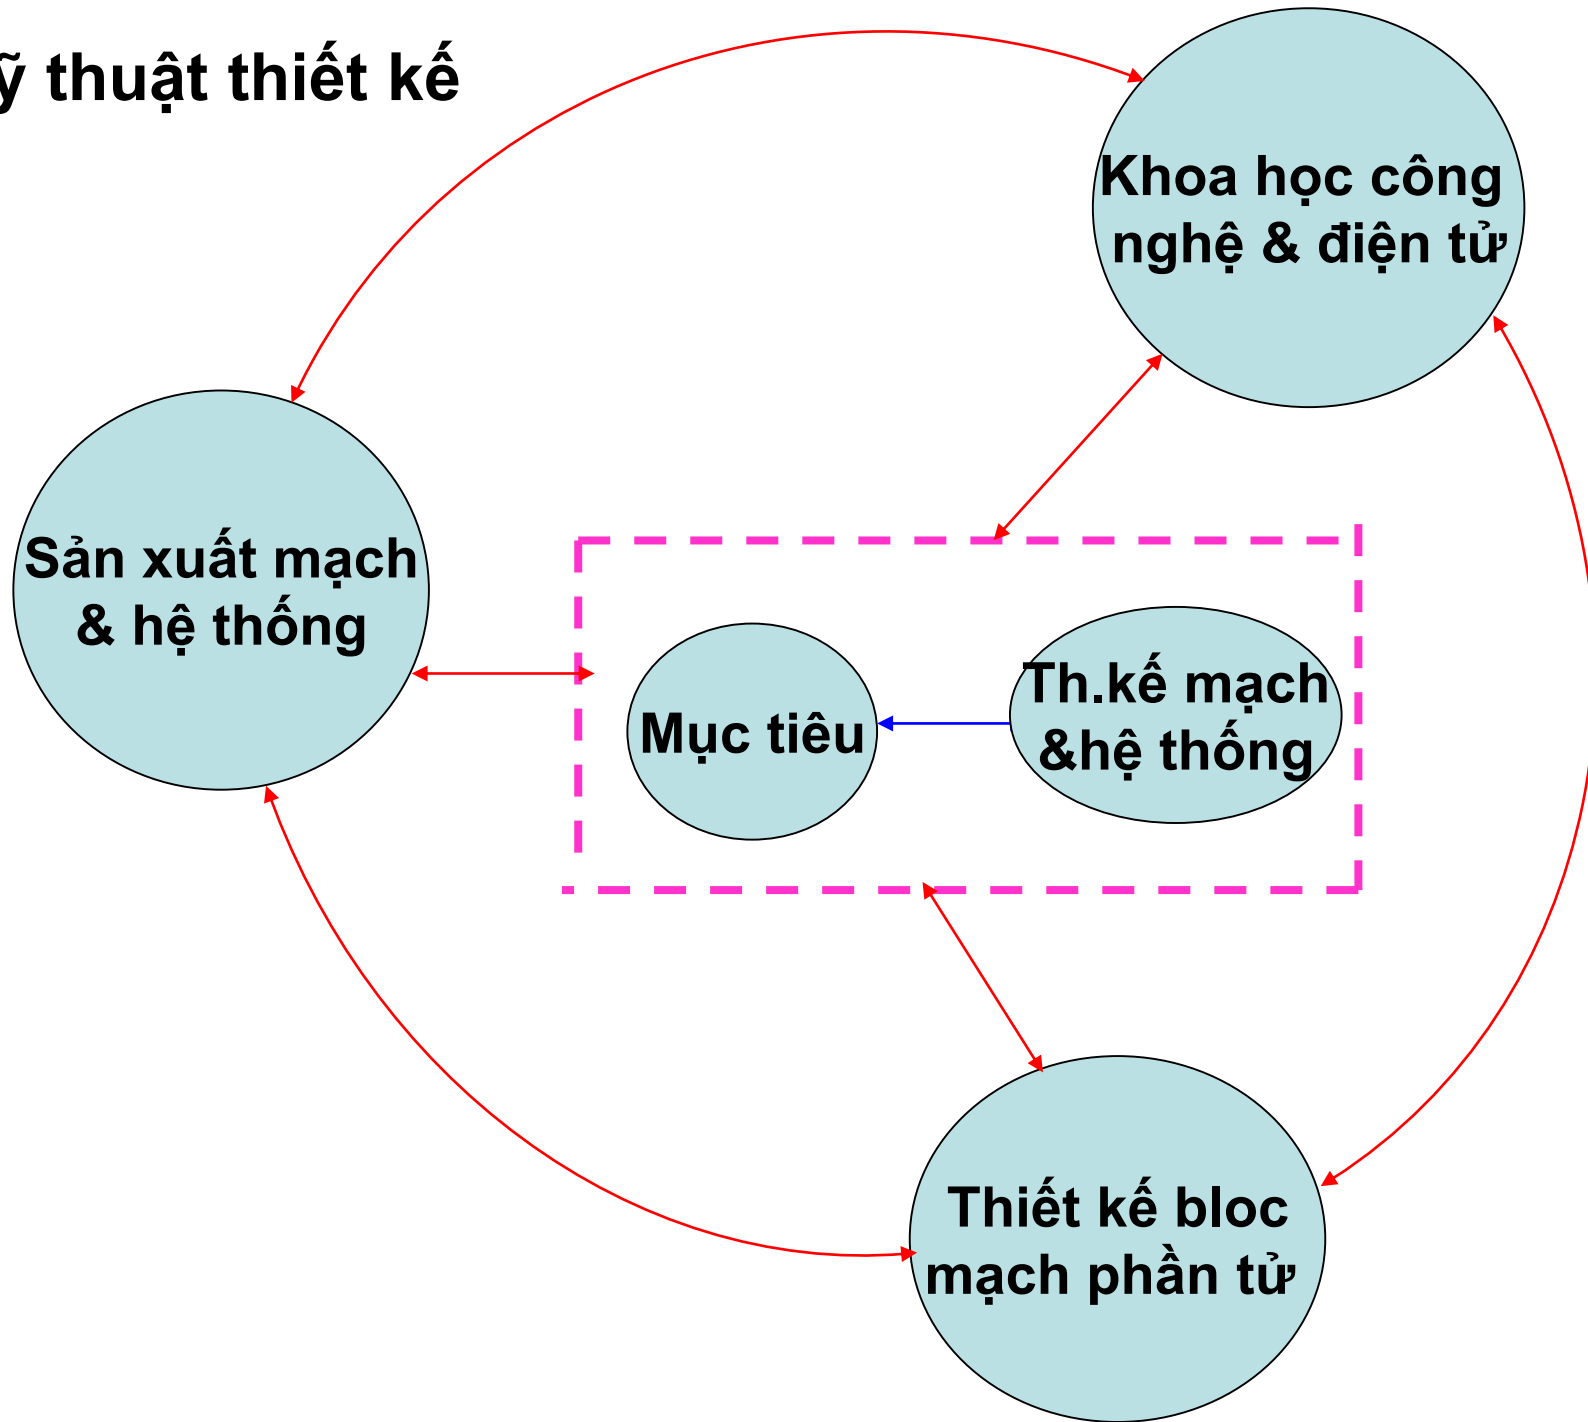 ỹ thuật thiết kế
Khoa học công
nghệ & điện tử
Sản xuất mạch
& hệ thống
Mục tiêu
Th.kế mạch
&hệ thống
Thiết kế bloc
mạch phần tử